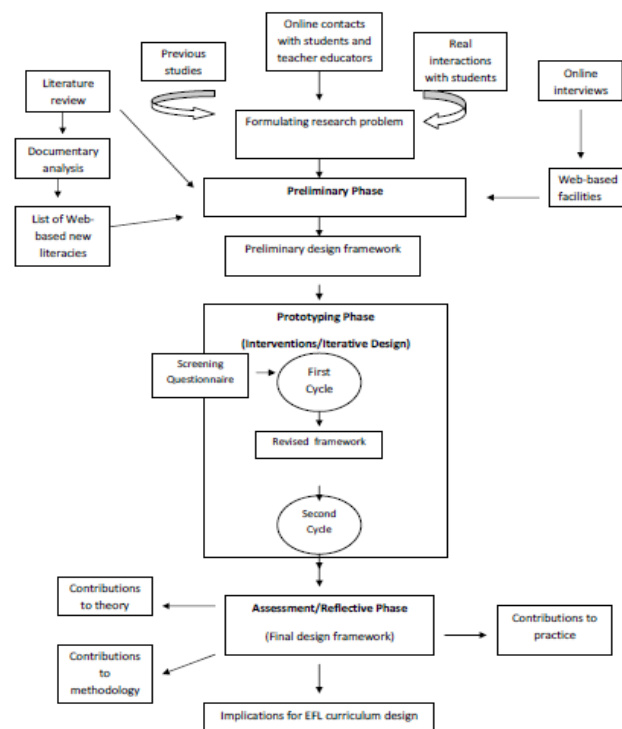 Online contacts
with students and
teacher educators
Previous
studies
Real
interactions
with students
Literature
review
Online
interviews
Formulating research problem
Documentary
analysis
Preliminary Phase
Web-based
facilities
List of Web-
based new
literacies
Preliminary design framework
Prototyping Phase
(Interventions/Iterative Design)
Screening
Questionnaire
First
Cycle
Revised framework
Second
Cycle
Contributions
to theory
Assessment/Reflective Phase
(Final design framework)
Contributions to
practice
Contributions
to
methodology
Implications for EFL curriculum design